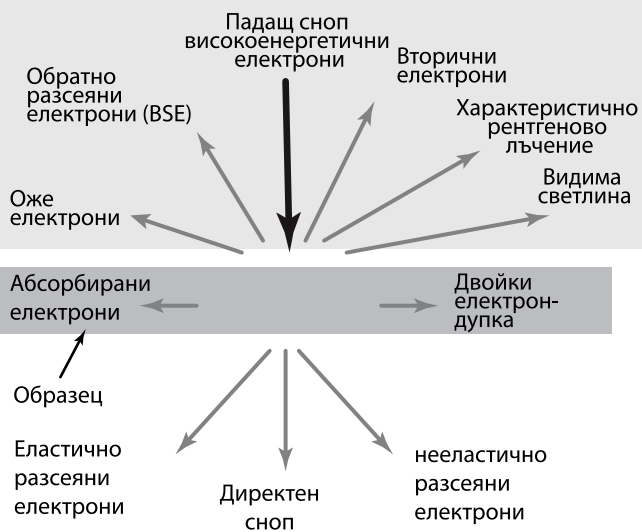 Падащ сноп
високоенергетични
електрони
Вторични
електрони
Обратно
разсеяни
електрони (BSE)
Характеристично
рентгеново
лъчение
Видима
светлина
Оже
електрони
Абсорбирани
електрони
Двойки
електрон-
дупка
Образец
Еластично
разсеяни
електрони
Директен
сноп
нееластично
разсеяни
електрони